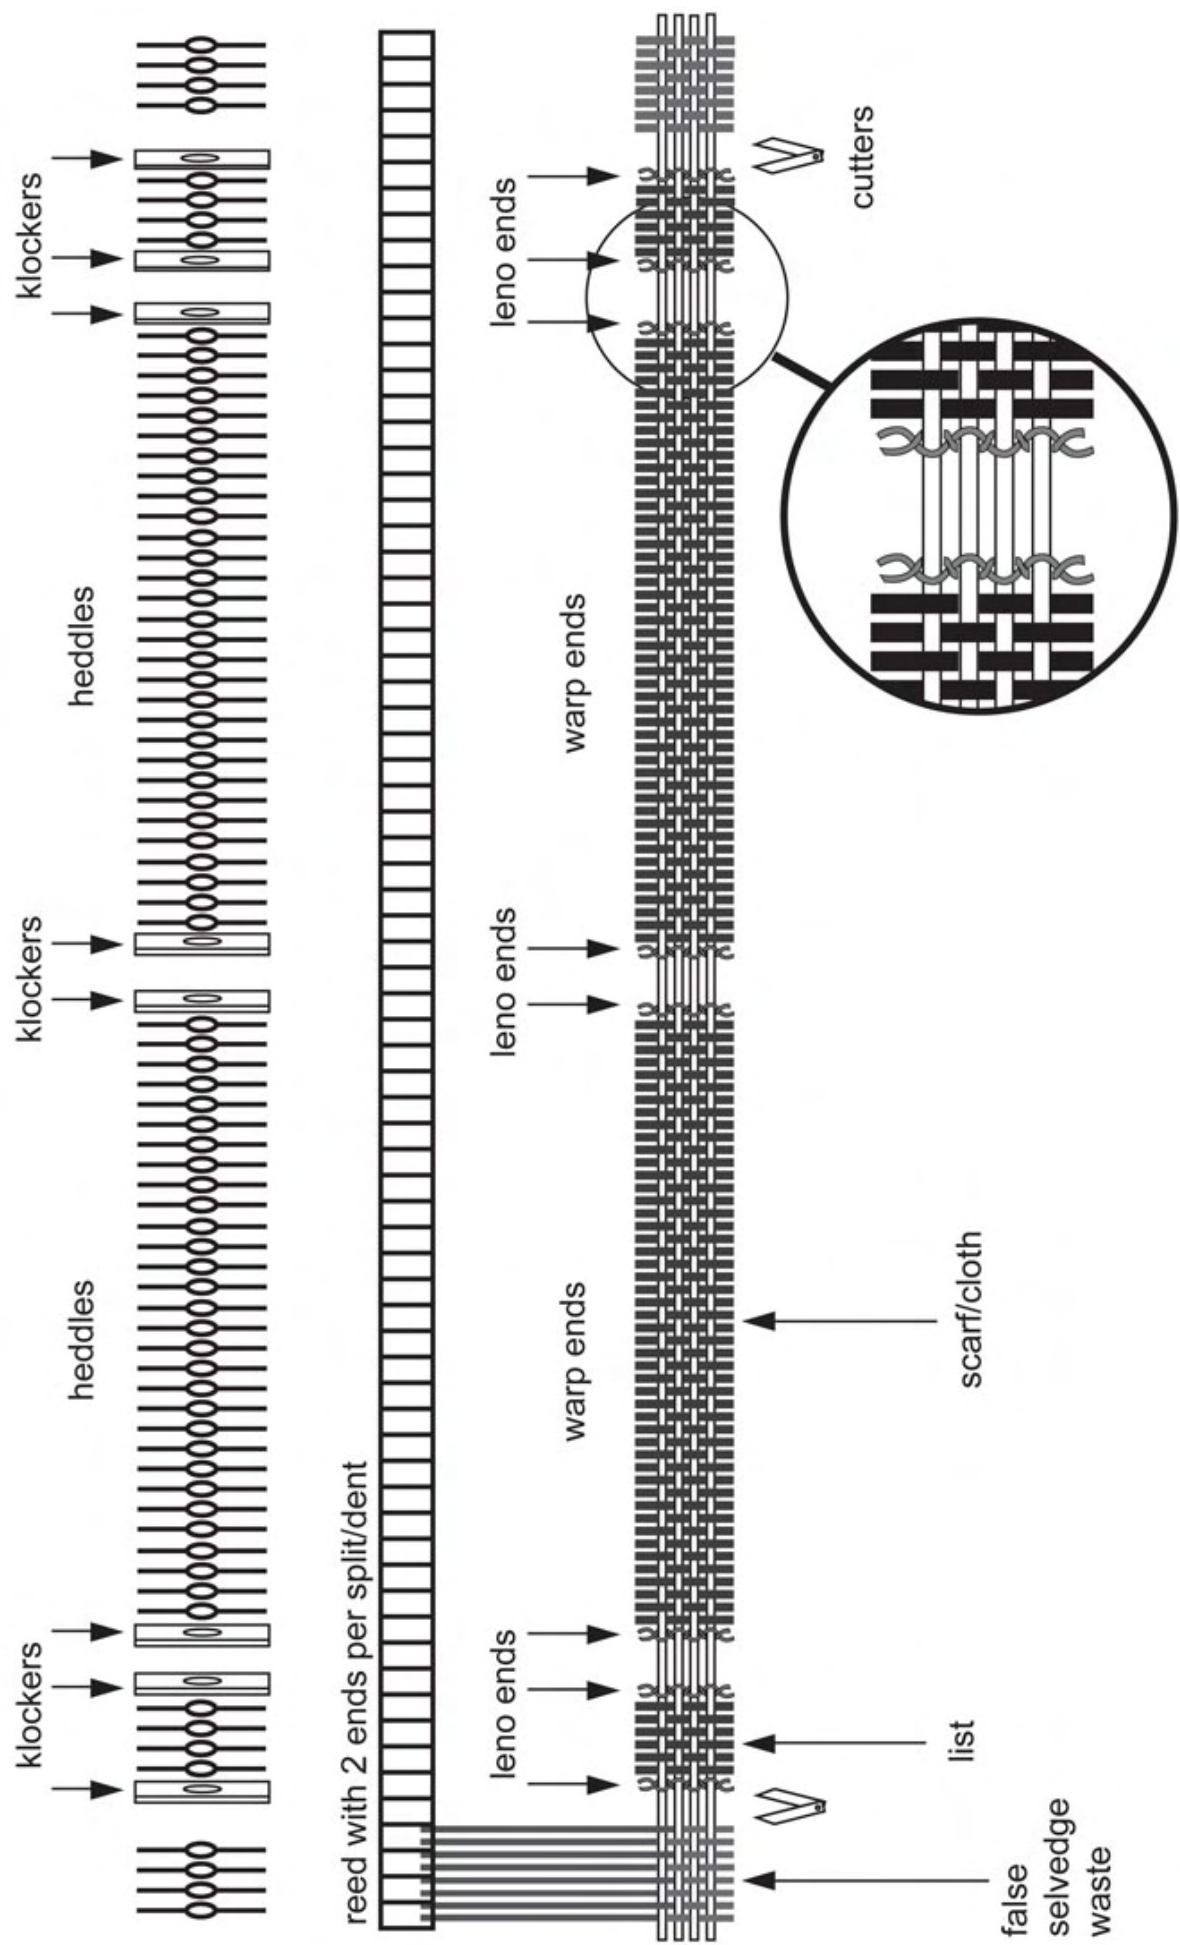 klockers
heddles
klockers
heddles
klockers
reed with 2 ends per split/dent
leno ends
warp ends
leno ends
warp ends
leno ends
scarf/cloth
list
false
selvedge
waste
cutters